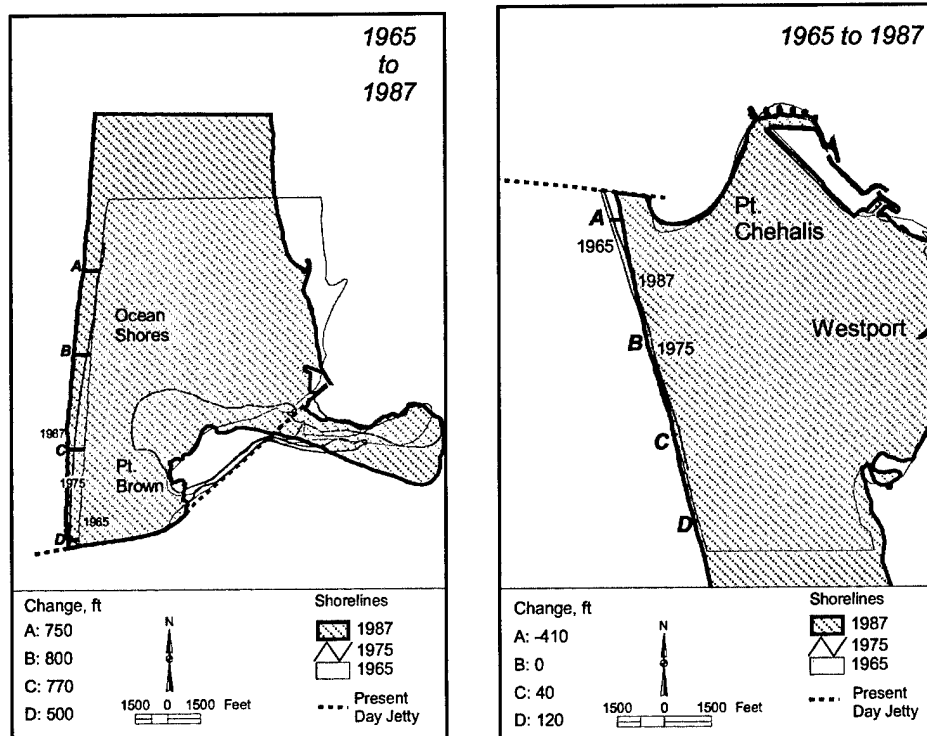 1965
to
1987
A
Ocean
Shores
B
1987
C
1975
Pt.
Brown
1965
D
Change, ft
A: 750
B: 800
C: 770
D: 500
N
1500 0 1500 Feet
Shorelines
1987
1975
1965
Present
Day Jetty
1965 to 1987
A
1965
Pt.
Chehalis
1987
Westport
B
1975
C
D
Change, ft
A: -410
B: 0
C: 40
D: 120
N
1500 0 1500 Feet
Shorelines
1987
1975
1965
Present
Day Jetty